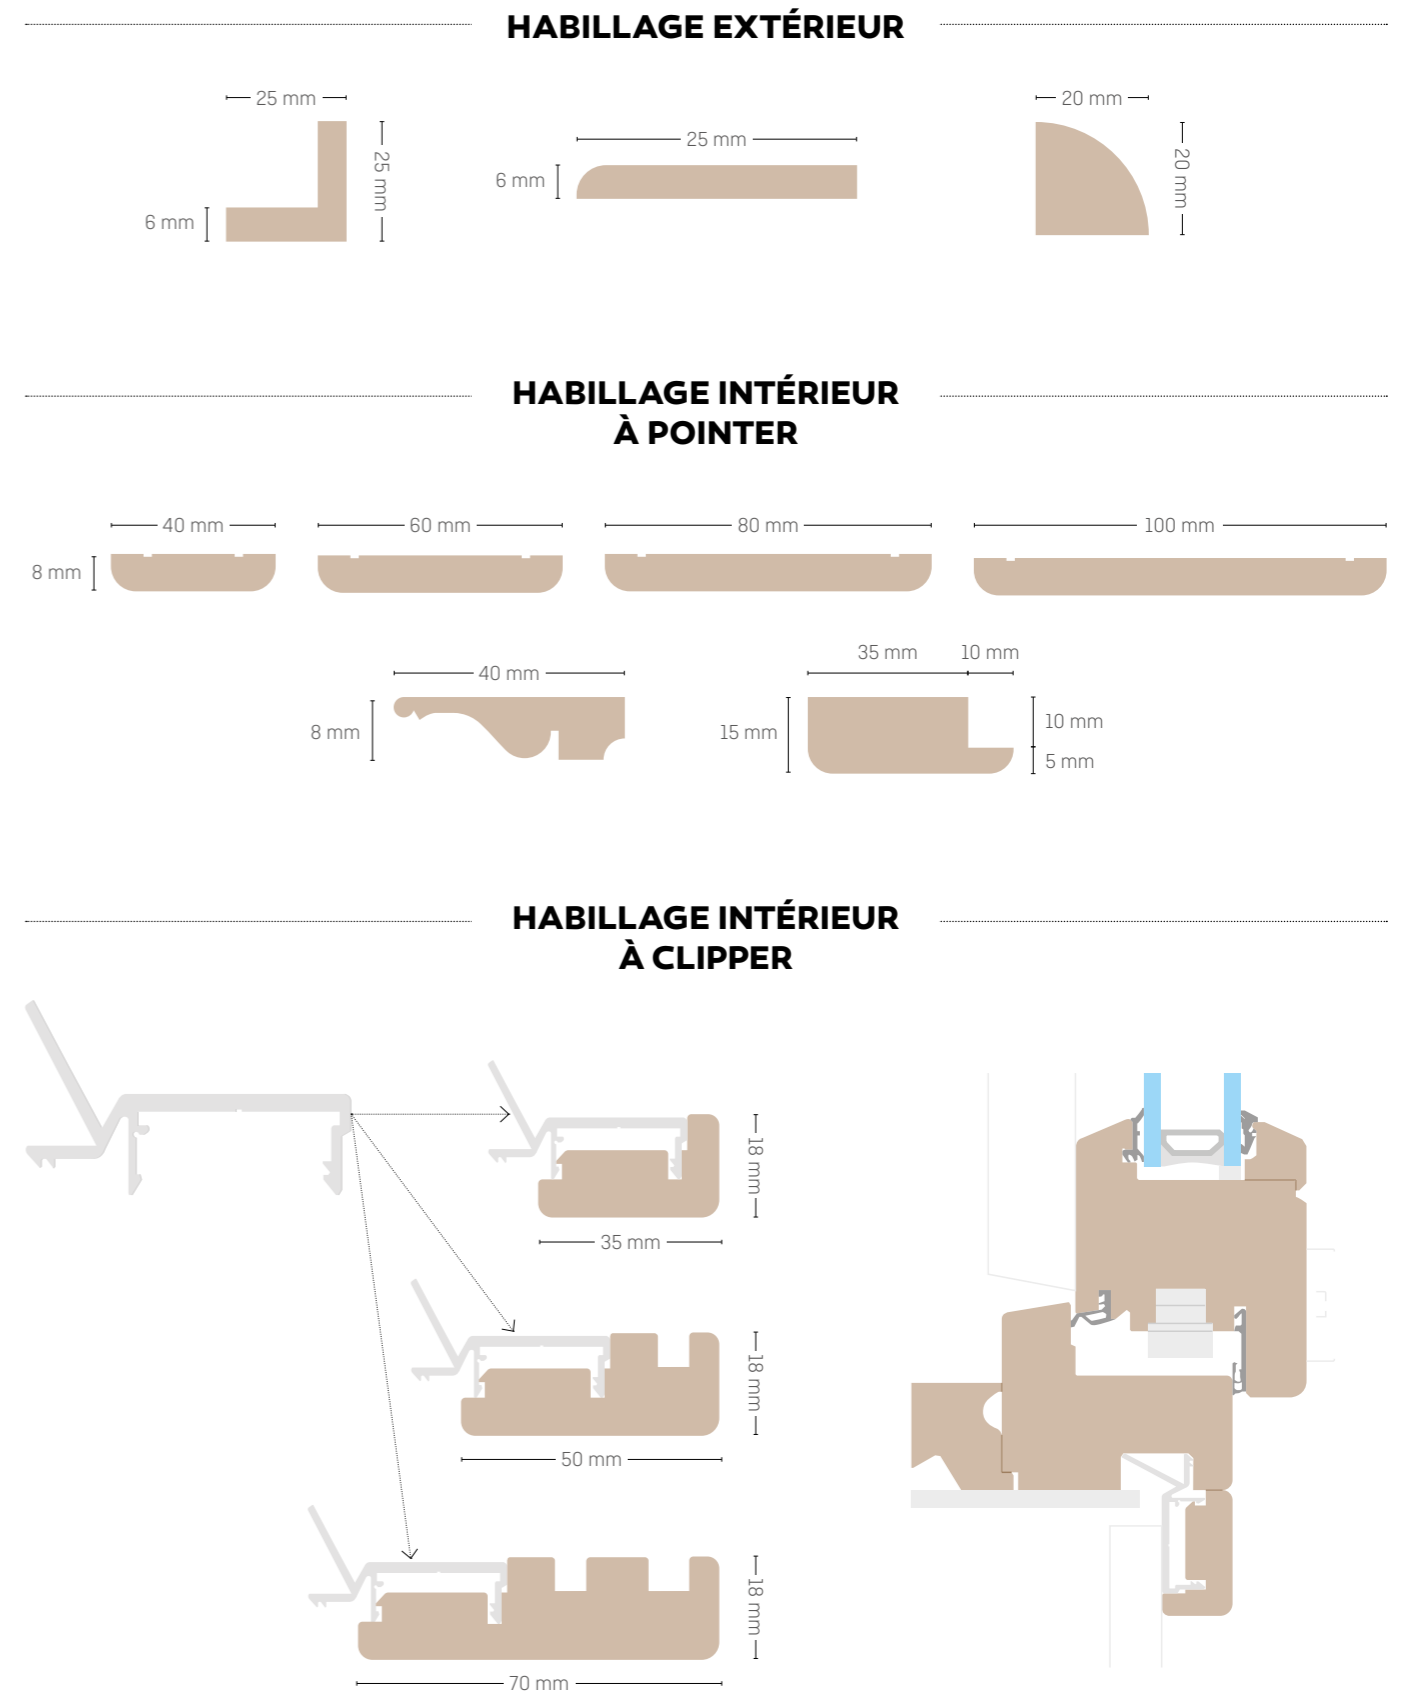 HABILLAGE EXTÉRIEUR
25 mm
25 mm
6 mm
25 mm
6 mm
20 mm
20 mm
HABILLAGE INTÉRIEUR
À POINTER
40 mm
60 mm
80 mm
100 mm
8 mm
40 mm
8 mm
35 mm
10 mm
15 mm
10 mm
5 mm
HABILLAGE INTÉRIEUR
À CLIPPER
18 mm
35 mm
18 mm
50 mm
18 mm
70 mm